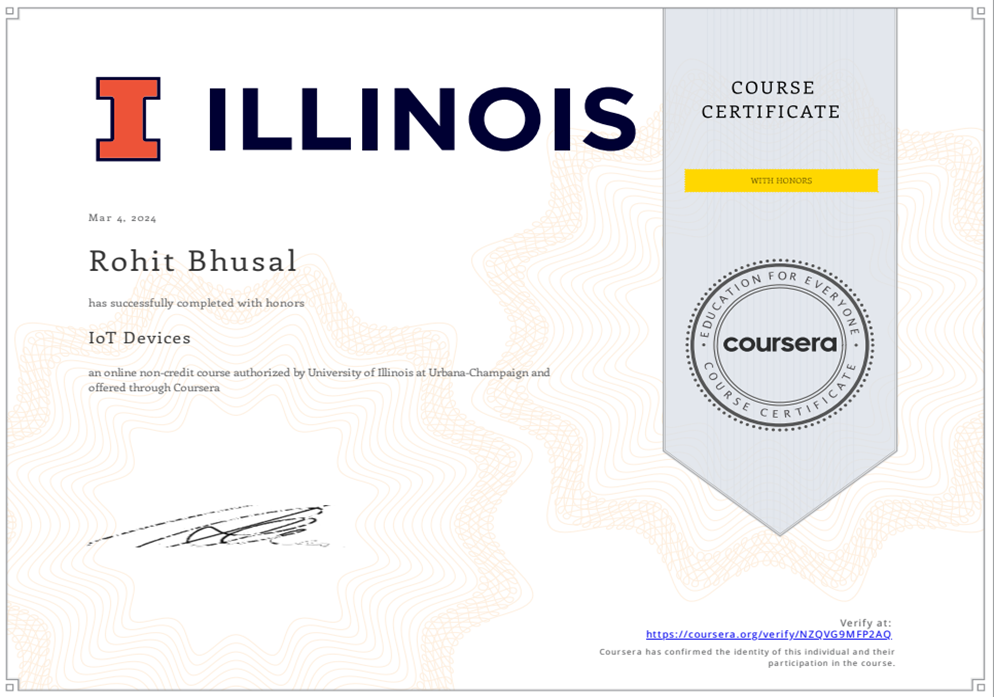 ILLINOIS
COURSE
CERTIFICATE
WITH HONORS
Mar 4, 2024
Rohit Bhusal
has successfully completed with honors
IoT Devices
an online non-credit course authorized by University of Illinois at Urbana-Champaign and
offered through Coursera
EDUCATION FOR EVERYONE
coursera
COURSE CERTIFICATE
Verify at:
https://coursera.org/verify/NZQVG9MFP2AQ
Coursera has confirmed the identity of this individual and their
participation in the course.